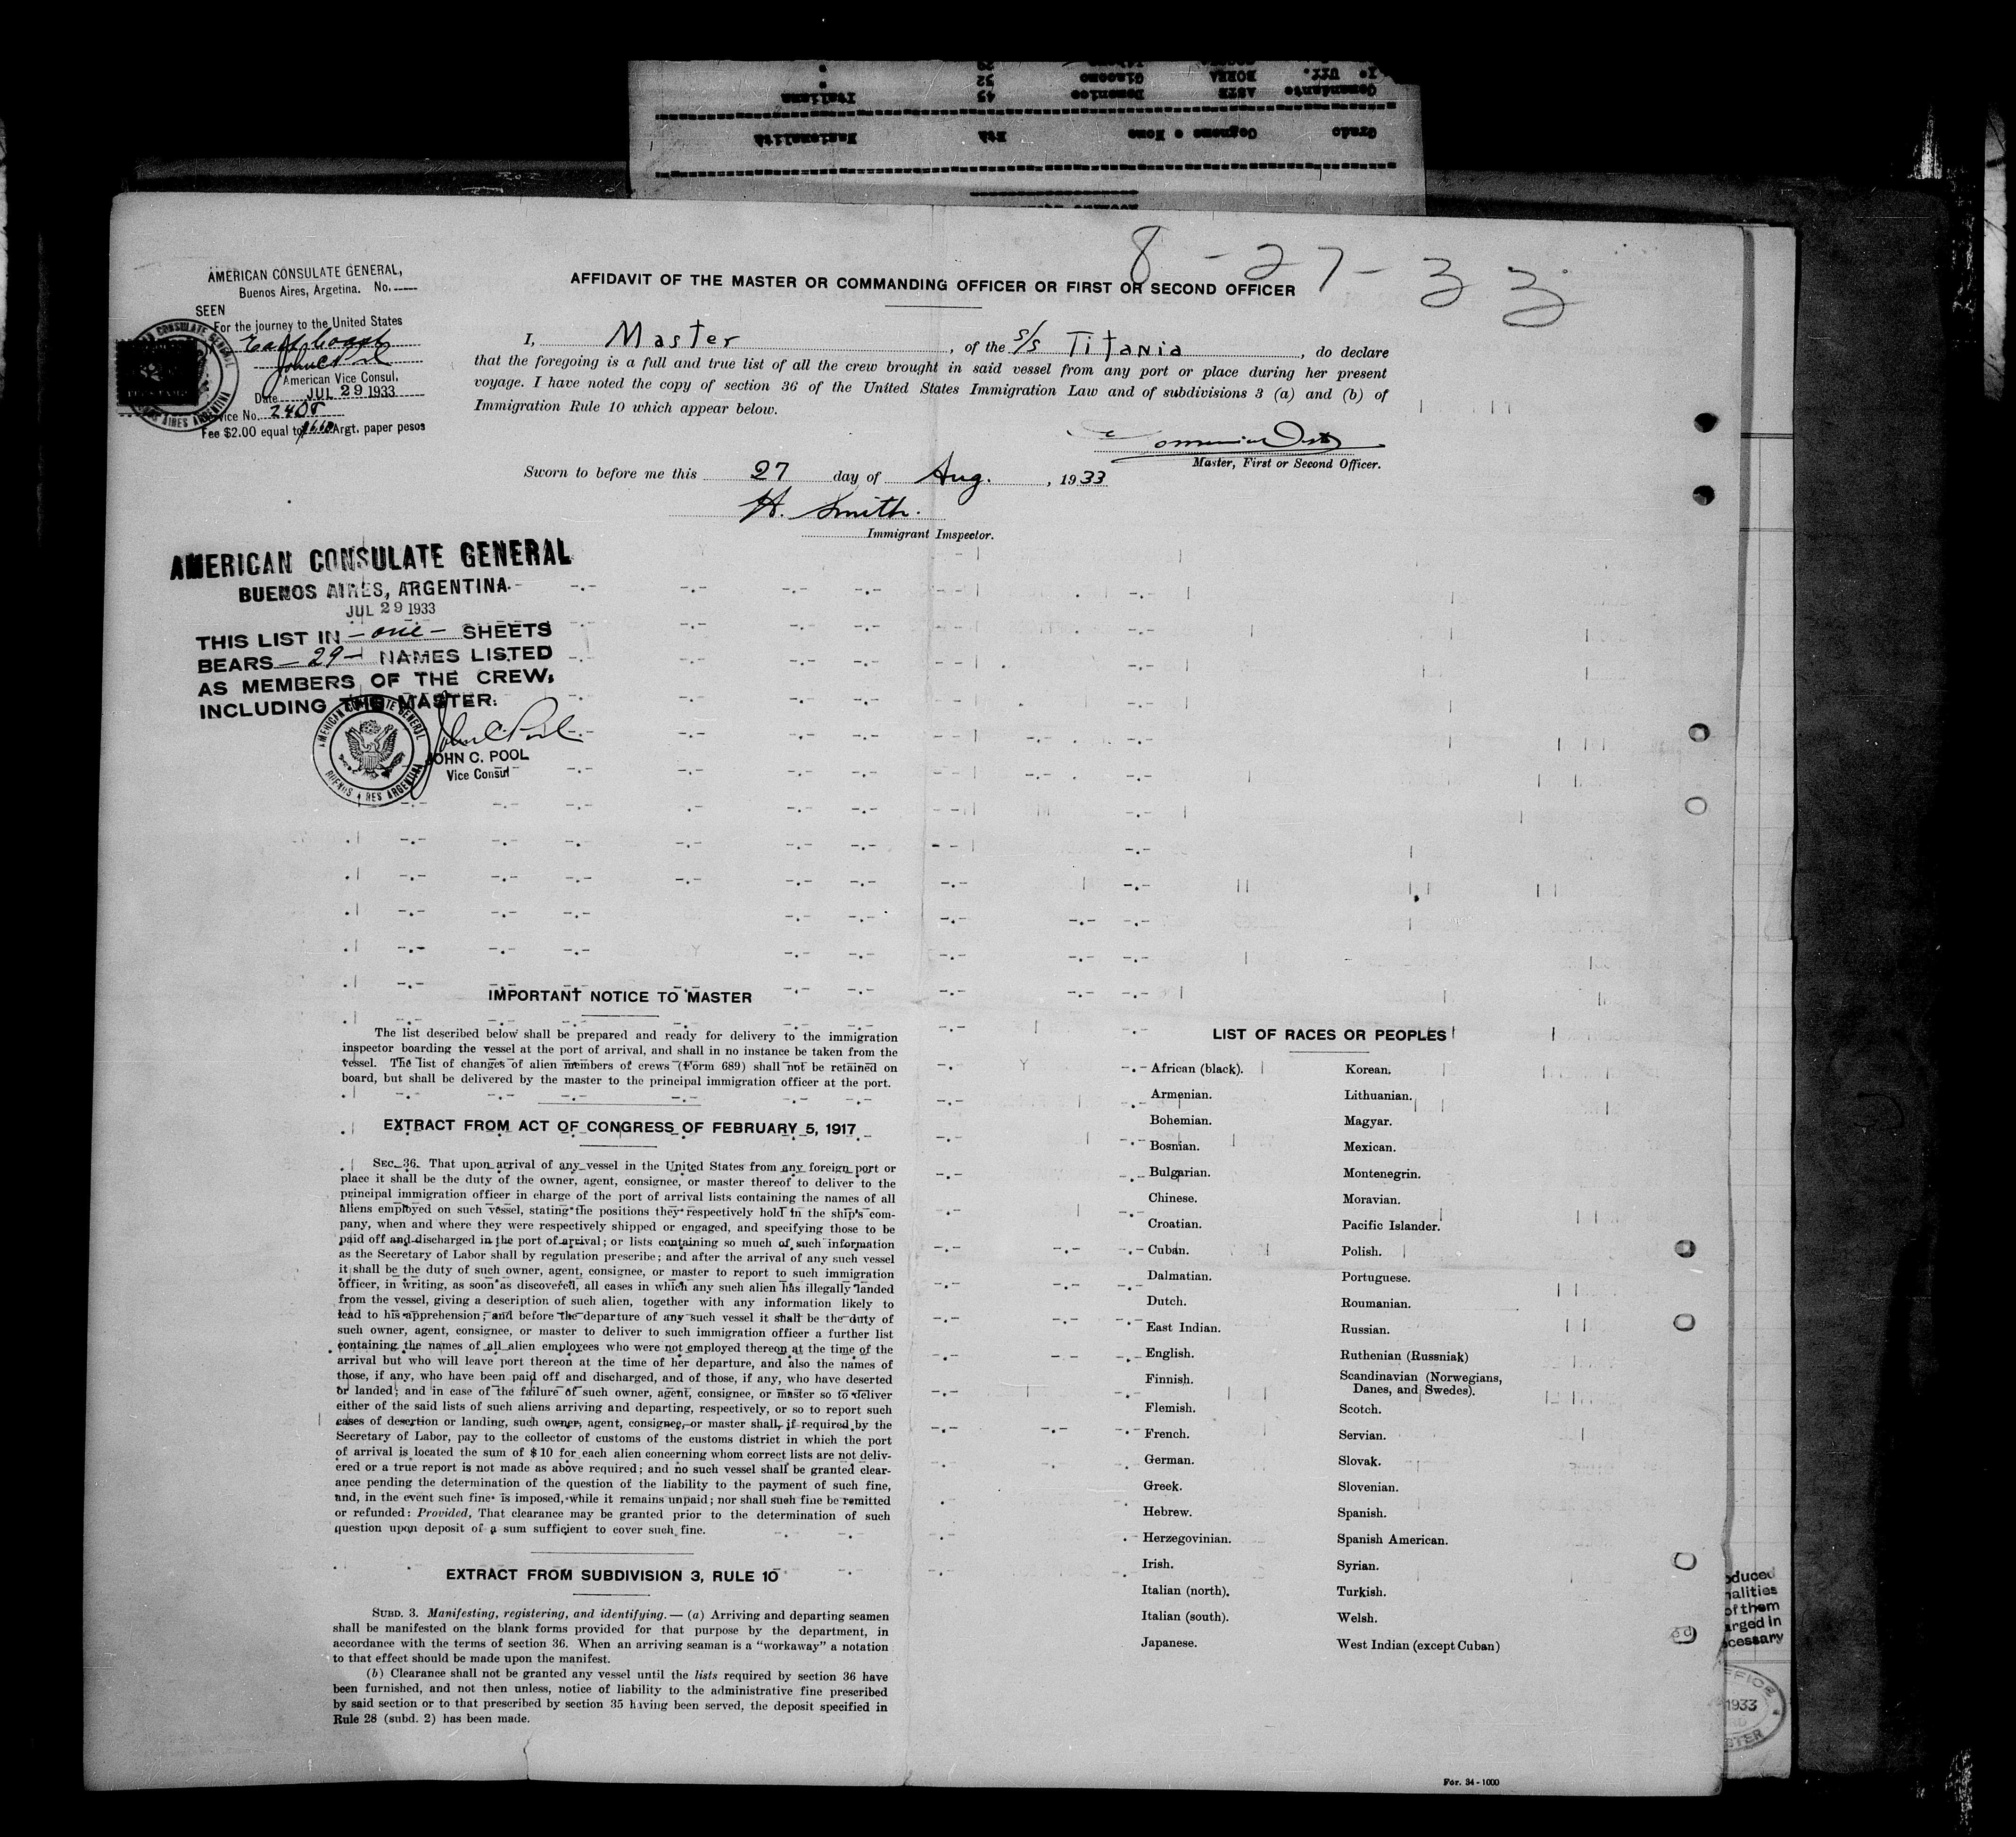 Comandante ASTE Domenico 45 Italiana
I° Uff. BORRA Giacomo 52 "
Grado Cognome e Nome Età Nazionalità
8-27-33
AMERICAN CONSULATE GENERAL,
Buenos Aires, Argetina. No.
SEEN
For the journey to the United States
East Coast
John C. Pool
American Vice Consul.
Date JUL 29 1933
vice No. 2408
Fee $2.00 equal to Argt. paper pesos
AFFIDAVIT OF THE MASTER OR COMMANDING OFFICER OR FIRST OR SECOND OFFICER
I, Master, of the s/s Titania, do declare
that the foregoing is a full and true list of all the crew brought in said vessel from any port or place during her present
voyage. I have noted the copy of section 36 of the United States Immigration Law and of subdivisions 3 (a) and (b) of
Immigration Rule 10 which appear below.
Master, First or Second Officer.
Sworn to before me this 27 day of Aug., 1933
H. Smith.
Immigrant Imspector.
AMERICAN CONSULATE GENERAL
BUENOS AIRES, ARGENTINA.
JUL 29 1933
THIS LIST IN - one - SHEETS
BEARS - 29 - NAMES LISTED
AS MEMBERS OF THE CREW,
INCLUDING THE MASTER.
AMERICAN CONSULATE GENERAL
BUENOS AIRES ARGENTINA
John C. Pool
JOHN C. POOL
Vice Consul
IMPORTANT NOTICE TO MASTER
The list described below shall be prepared and ready for delivery to the immigration
inspector boarding the vessel at the port of arrival, and shall in no instance be taken from the
vessel. The list of changes of alien members of crews (Form 689) shall not be retained on
board, but shall be delivered by the master to the principal immigration officer at the port.
EXTRACT FROM ACT OF CONGRESS OF FEBRUARY 5, 1917
SEC. 36. That upon arrival of any vessel in the United States from any foreign port or
place it shall be the duty of the owner, agent, consignee, or master thereof to deliver to the
principal immigration officer in charge of the port of arrival lists containing the names of all
aliens employed on such vessel, stating the positions they respectively hold in the ship's com-
pany, when and where they were respectively shipped or engaged, and specifying those to be
paid off and discharged in the port of arrival; or lists containing so much of such information
as the Secretary of Labor shall by regulation prescribe; and after the arrival of any such vessel
it shall be the duty of such owner, agent, consignee, or master to report to such immigration
officer, in writing, as soon as discovered, all cases in which any such alien has illegally landed
from the vessel, giving a description of such alien, together with any information likely to
lead to his apprehension; and before the departure of any such vessel it shall be the duty of
such owner, agent, consignee, or master to deliver to such immigration officer a further list
containing the names of all alien employees who were not employed thereon at the time of the
arrival but who will leave port thereon at the time of her departure, and also the names of
those, if any, who have been paid off and discharged, and of those, if any, who have deserted
or landed; and in case of the failure of such owner, agent, consignee, or master so to deliver
either of the said lists of such aliens arriving and departing, respectively, or so to report such
cases of desertion or landing, such owner, agent, consignee, or master shall, if required by the
Secretary of Labor, pay to the collector of customs of the customs district in which the port
of arrival is located the sum of $10 for each alien concerning whom correct lists are not deliv-
ered or a true report is not made as above required; and no such vessel shall be granted clear-
ance pending the determination of the question of the liability to the payment of such fine,
and, in the event such fine is imposed, while it remains unpaid; nor shall such fine be remitted
or refunded: Provided, That clearance may be granted prior to the determination of such
question upon deposit of a sum sufficient to cover such fine.
EXTRACT FROM SUBDIVISION 3, RULE 10
SUBD. 3. Manifesting, registering, and identifying.— (a) Arriving and departing seamen
shall be manifested on the blank forms provided for that purpose by the department, in
accordance with the terms of section 36. When an arriving seaman is a "workaway" a notation
to that effect should be made upon the manifest.
(b) Clearance shall not be granted any vessel until the lists required by section 36 have
been furnished, and not then unless, notice of liability to the administrative fine prescribed
by said section or to that prescribed by section 35 having been served, the deposit specified in
Rule 28 (subd. 2) has been made.
LIST OF RACES OR PEOPLES
African (black). Korean.
Armenian. Lithuanian.
Bohemian. Magyar.
Bosnian. Mexican.
Bulgarian. Montenegrin.
Chinese. Moravian.
Croatian. Pacific Islander.
Cuban. Polish.
Dalmatian. Portuguese.
Dutch. Roumanian.
East Indian. Russian.
English. Ruthenian (Russniak)
Finnish. Scandinavian (Norwegians,
Danes, and Swedes).
Flemish. Scotch.
French. Servian.
German. Slovak.
Greek. Slovenian.
Hebrew. Spanish.
Herzegovinian. Spanish American.
Irish. Syrian.
Italian (north). Turkish.
Italian (south). Welsh.
Japanese. West Indian (except Cuban)
For. 34 - 1000
oduced
nalities
of them
arged in
cessary
1933